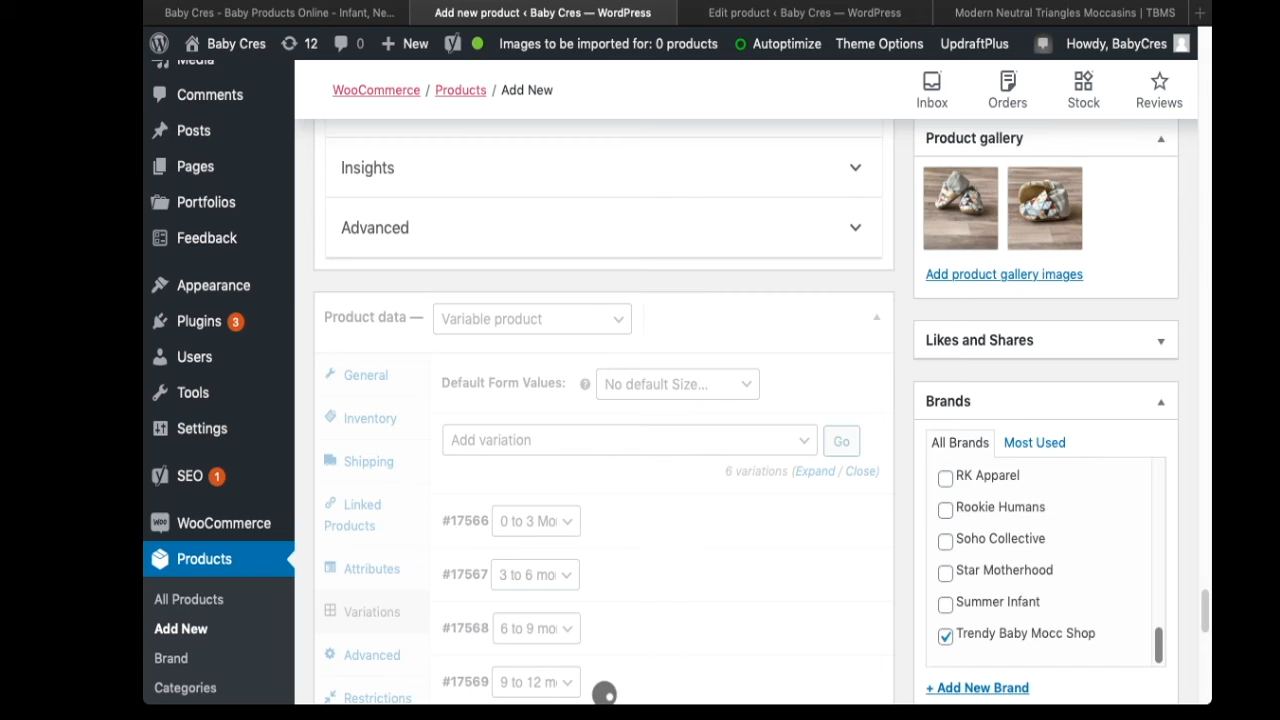 Baby Cres - Baby Products Online - Infant, Ne...
Add new product ‹ Baby Cres — WordPress
Edit product ‹ Baby Cres — WordPress
Modern Neutral Triangles Moccasins | TBMS
Baby Cres
12
0
New
Images to be imported for: 0 products
Autoptimize
Theme Options
UpdraftPlus
Howdy, BabyCres
Media
Comments
Posts
Pages
Portfolios
Feedback
Appearance
Plugins 3
Users
Tools
Settings
SEO 1
WooCommerce
Products
All Products
Add New
Brand
Categories
WooCommerce / Products / Add New
Inbox
Orders
Stock
Reviews
Insights
Advanced
Product data — Variable product
General
Inventory
Shipping
Linked
Products
Attributes
Variations
Advanced
Restrictions
Default Form Values: No default Size...
Add variation
Go
6 variations (Expand / Close)
#17566 0 to 3 Mo
#17567 3 to 6 mo
#17568 6 to 9 mo
#17569 9 to 12 m
Product gallery
Add product gallery images
Likes and Shares
Brands
All Brands
Most Used
RK Apparel
Rookie Humans
Soho Collective
Star Motherhood
Summer Infant
Trendy Baby Mocc Shop
+ Add New Brand